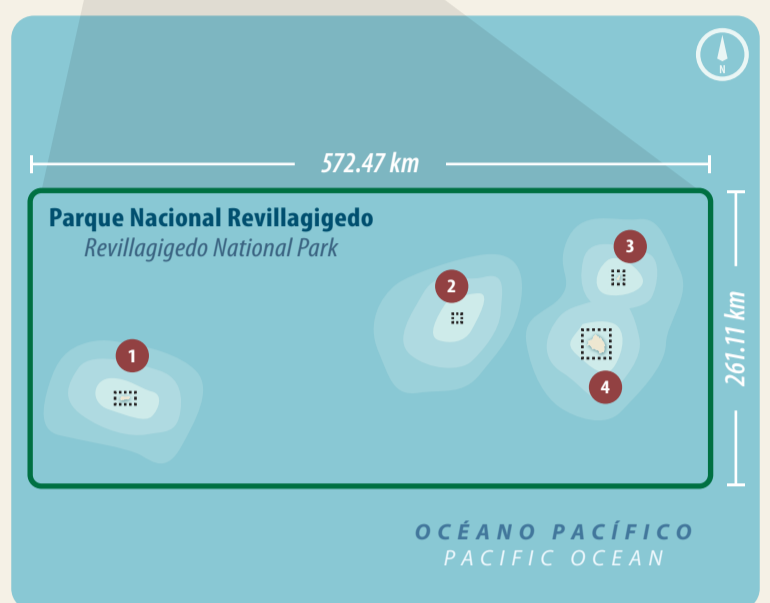 N
572.47 km
Parque Nacional Revillagigedo
Revillagigedo National Park
3
2
261.11 km
1
4
OCÉANO PACÍFICO
PACIFIC OCEAN